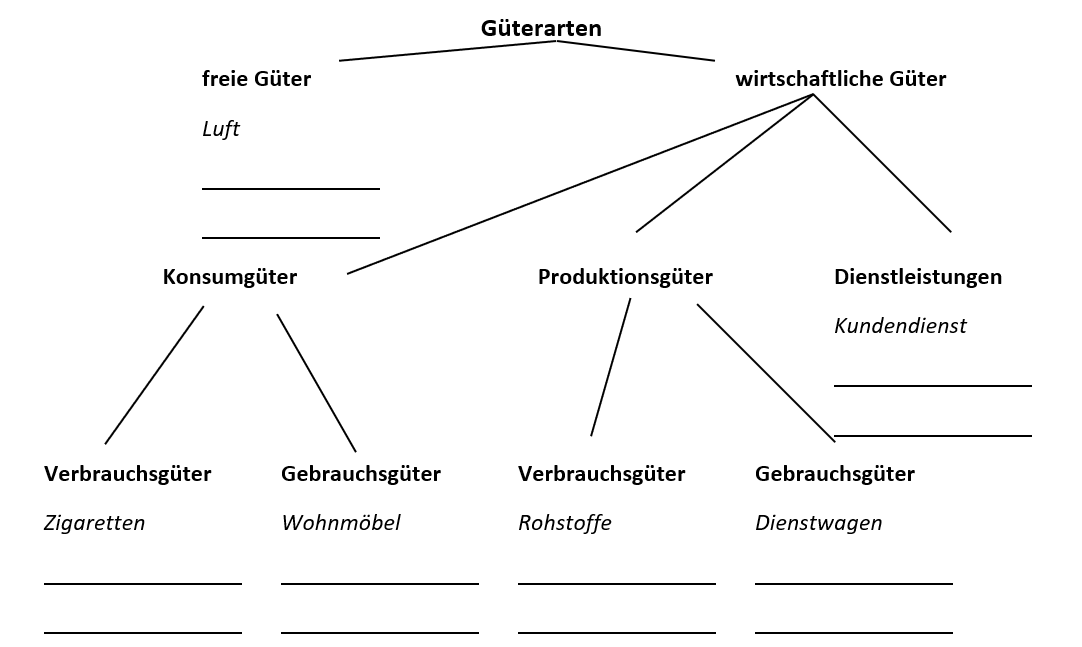 Güterarten
freie Güter
wirtschaftliche Güter
Luft
Konsumgüter
Produktionsgüter
Dienstleistungen
Kundendienst
Verbrauchsgüter
Gebrauchsgüter
Verbrauchsgüter
Gebrauchsgüter
Zigaretten
Wohnmöbel
Rohstoffe
Dienstwagen